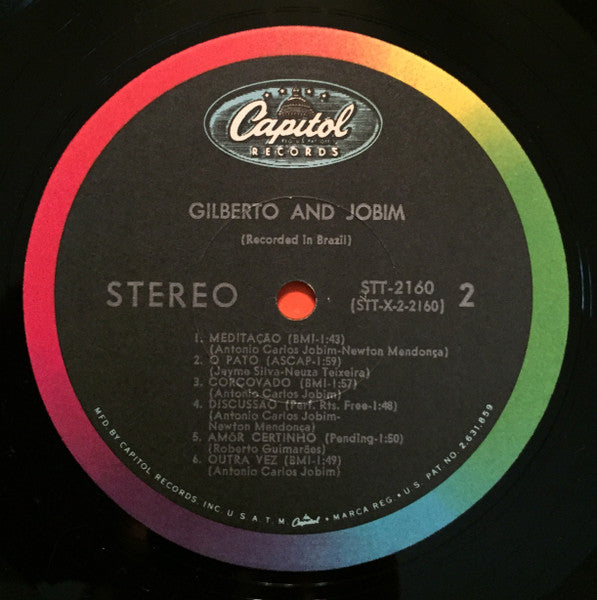 Capitol
RECORDS
GILBERTO AND JOBIM
(Recorded in Brazil)
STEREO
STT-2160
(STT-X-2-2160)
2
1. MEDITAÇÃO (BMI-1:43)
(Antonio Carlos Jobim-Newton Mendonça)
2. O PATO (ASCAP-1:59)
(Jayme Silva-Neuza Teixeira)
3. CORÇOVADO (BMI-1:57)
(Antonio Carlos Jobim)
4. DISCUSSÃO (Perf. Rts. Free-1:48)
(Antonio Carlos Jobim-
Newton Mendonça)
5. AMÓR CERTINHO (Pending-1:50)
(Roberto Guimarães)
6. OUTRA VEZ (BMI-1:49)
(Antonio Carlos Jobim)
MFD. BY CAPITOL RECORDS, INC. U.S.A. T.M. Capitol • MARCA REG. • U.S. PAT. NO. 2,631,859